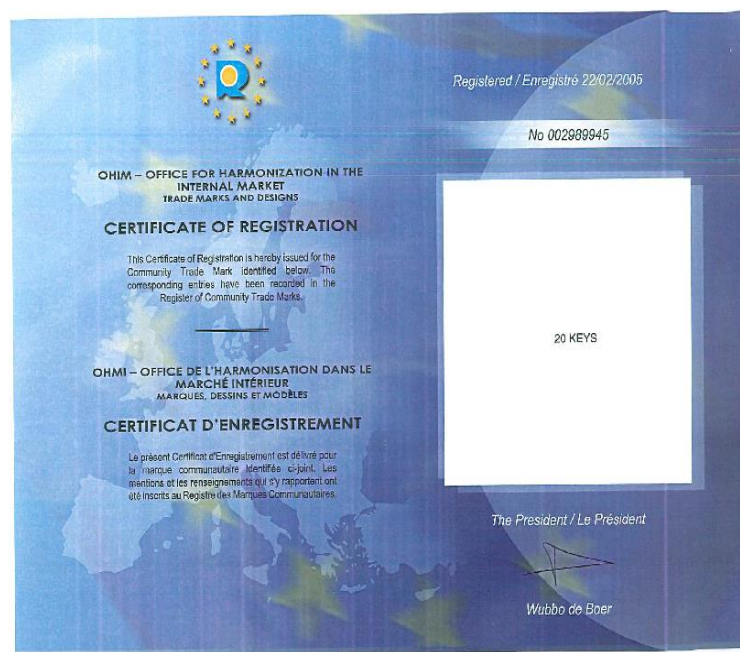 OHIM – OFFICE FOR HARMONIZATION IN THE
INTERNAL MARKET
TRADE MARKS AND DESIGNS
CERTIFICATE OF REGISTRATION
This Certificate of Registration is hereby issued for the
Community Trade Mark identified below. The
corresponding entries have been recorded in the
Register of Community Trade Marks.
OHMI – OFFICE DE L'HARMONISATION DANS LE
MARCHÉ INTÉRIEUR
MARQUES, DESSINS ET MODÈLES
CERTIFICAT D'ENREGISTREMENT
Le présent Certificat d'Enregistrement est délivré pour
la marque communautaire identifiée ci-joint. Les
mentions et les renseignements qui s'y rapportent ont
été inscrits au Registre des Marques Communautaires.
Registered / Enregistré 22/02/2005
No 002989945
20 KEYS
The President / Le Président
Wubbo de Boer